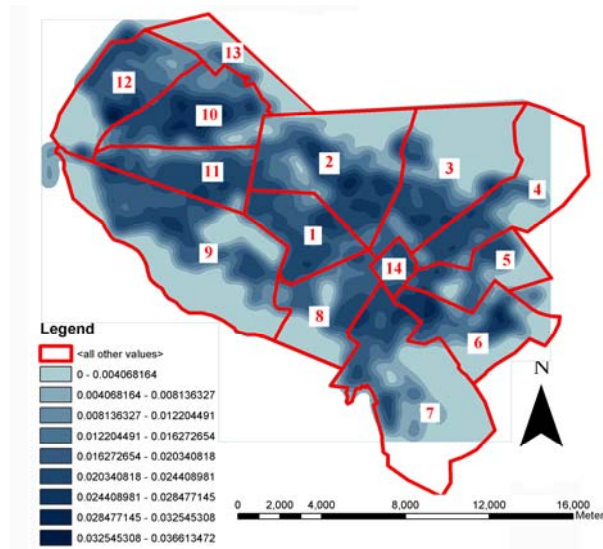 13
12
10
2
3
11
4
1
5
14
9
8
6
7
Legend
<all other values>
0 - 0.004068164
0.004068164 - 0.008136327
0.008136327 - 0.012204491
0.012204491 - 0.016272654
0.016272654 - 0.020340818
0.020340818 - 0.024408981
0.024408981 - 0.028477145
0.028477145 - 0.032545308
0.032545308 - 0.036613472
N
0 2,000 4,000 8,000 12,000 16,000
Meter